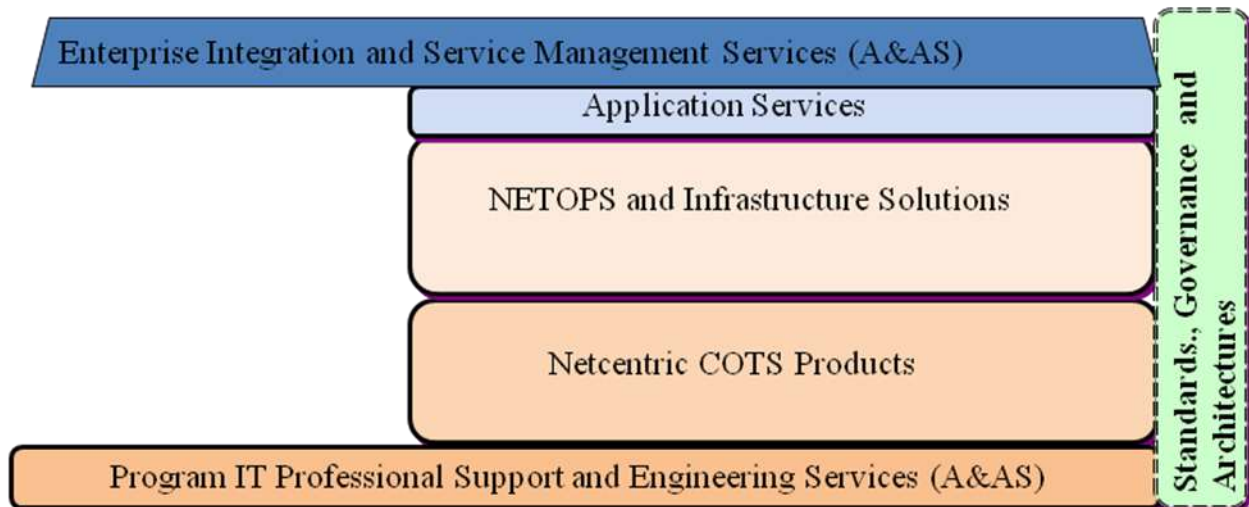 Enterprise Integration and Service Management Services (A&AS)
Application Services
NETOPS and Infrastructure Solutions
Netcentric COTS Products
Program IT Professional Support and Engineering Services (A&AS)
Standards., Governance and
Architectures